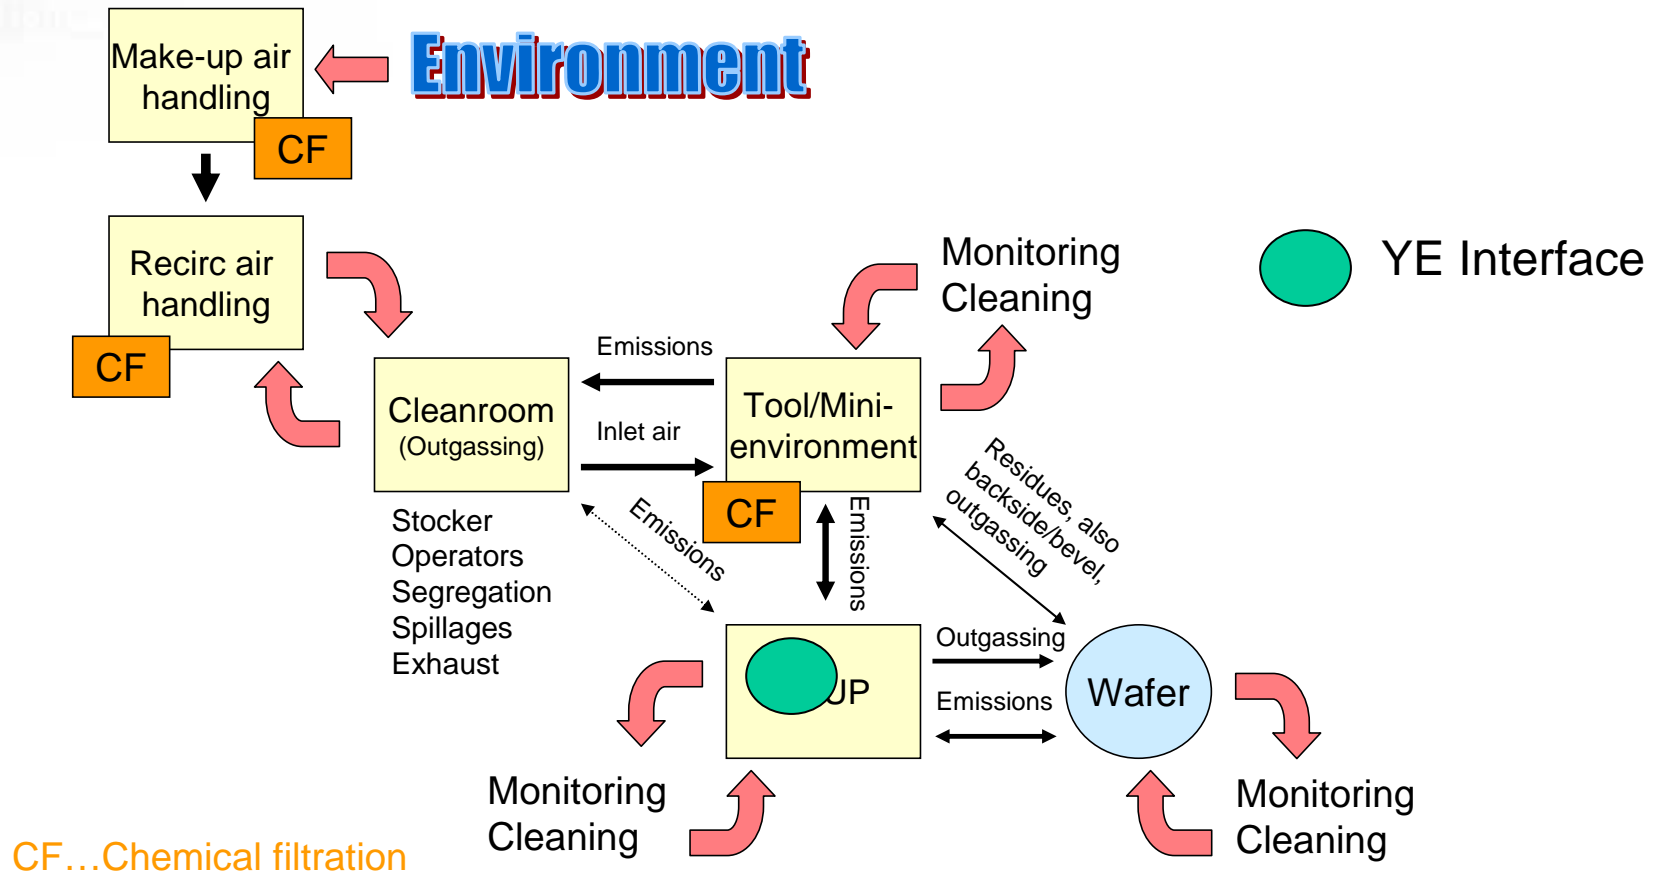 Environment
Make-up air
handling
CF
Recirc air
handling
CF
Monitoring
Cleaning
YE Interface
Emissions
Inlet air
Cleanroom
(Outgassing)
Tool/Mini-
environment
CF
Stocker
Operators
Segregation
Spillages
Exhaust
Emissions
Emissions
Residues, also
backside/bevel,
outgassing
Outgassing
Emissions
UP
Wafer
Monitoring
Cleaning
Monitoring
Cleaning
CF...Chemical filtration